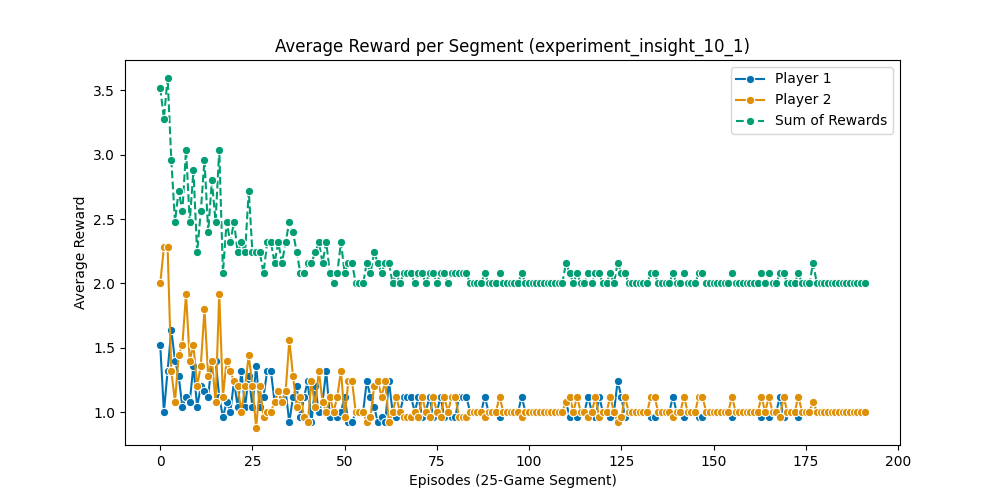 Average Reward per Segment (experiment_insight_10_1)
Player 1
Player 2
Sum of Rewards
Average Reward
3.5
3.0
2.5
2.0
1.5
1.0
0 25 50 75 100 125 150 175 200
Episodes (25-Game Segment)